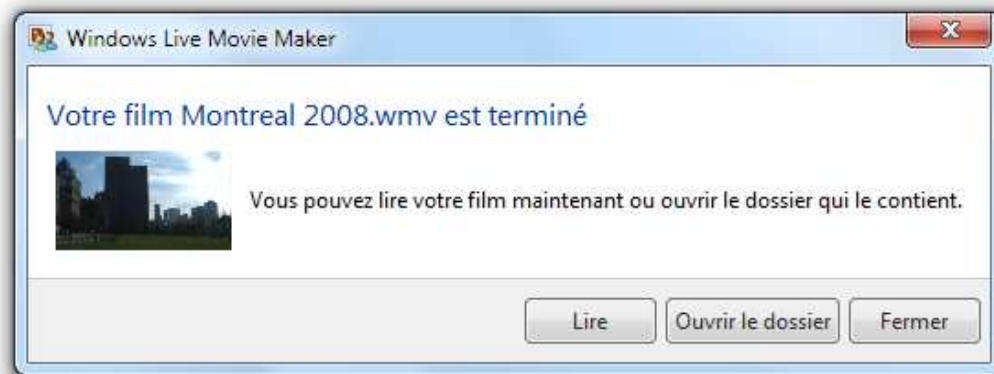 Windows Live Movie Maker
Votre film Montreal 2008.wmv est terminé
Vous pouvez lire votre film maintenant ou ouvrir le dossier qui le contient.
Lire Ouvrir le dossier Fermer